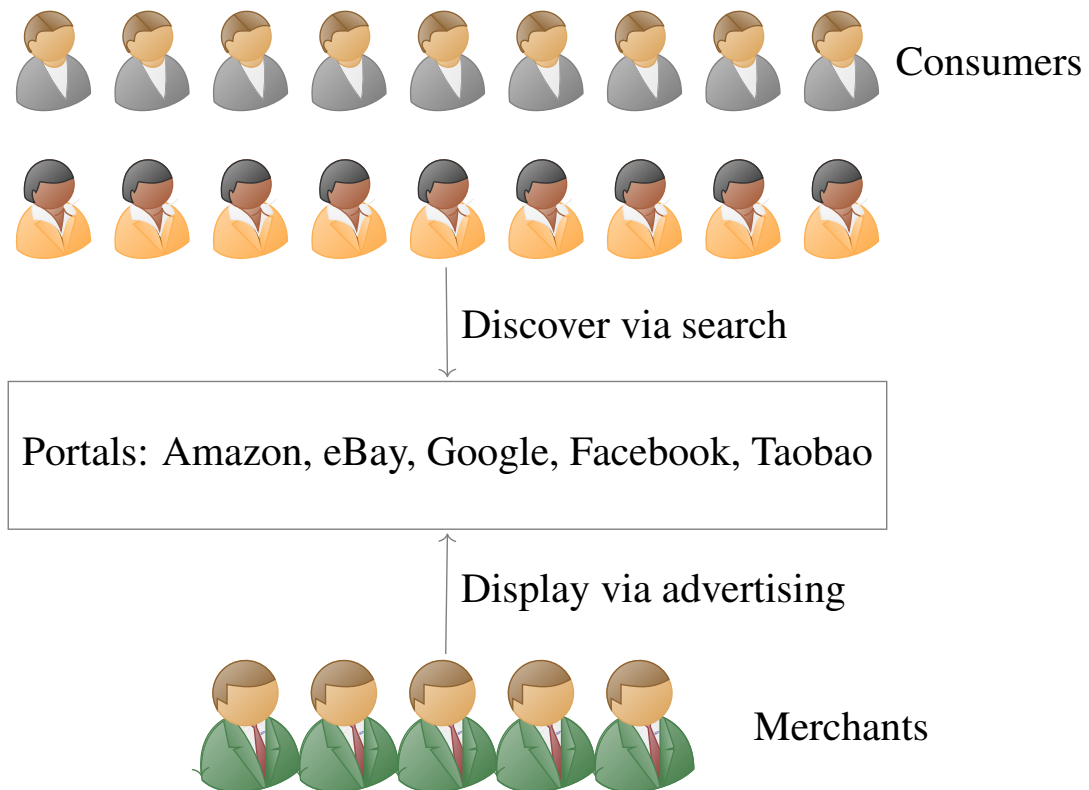 Consumers
Discover via search
Portals: Amazon, eBay, Google, Facebook, Taobao
Display via advertising
Merchants